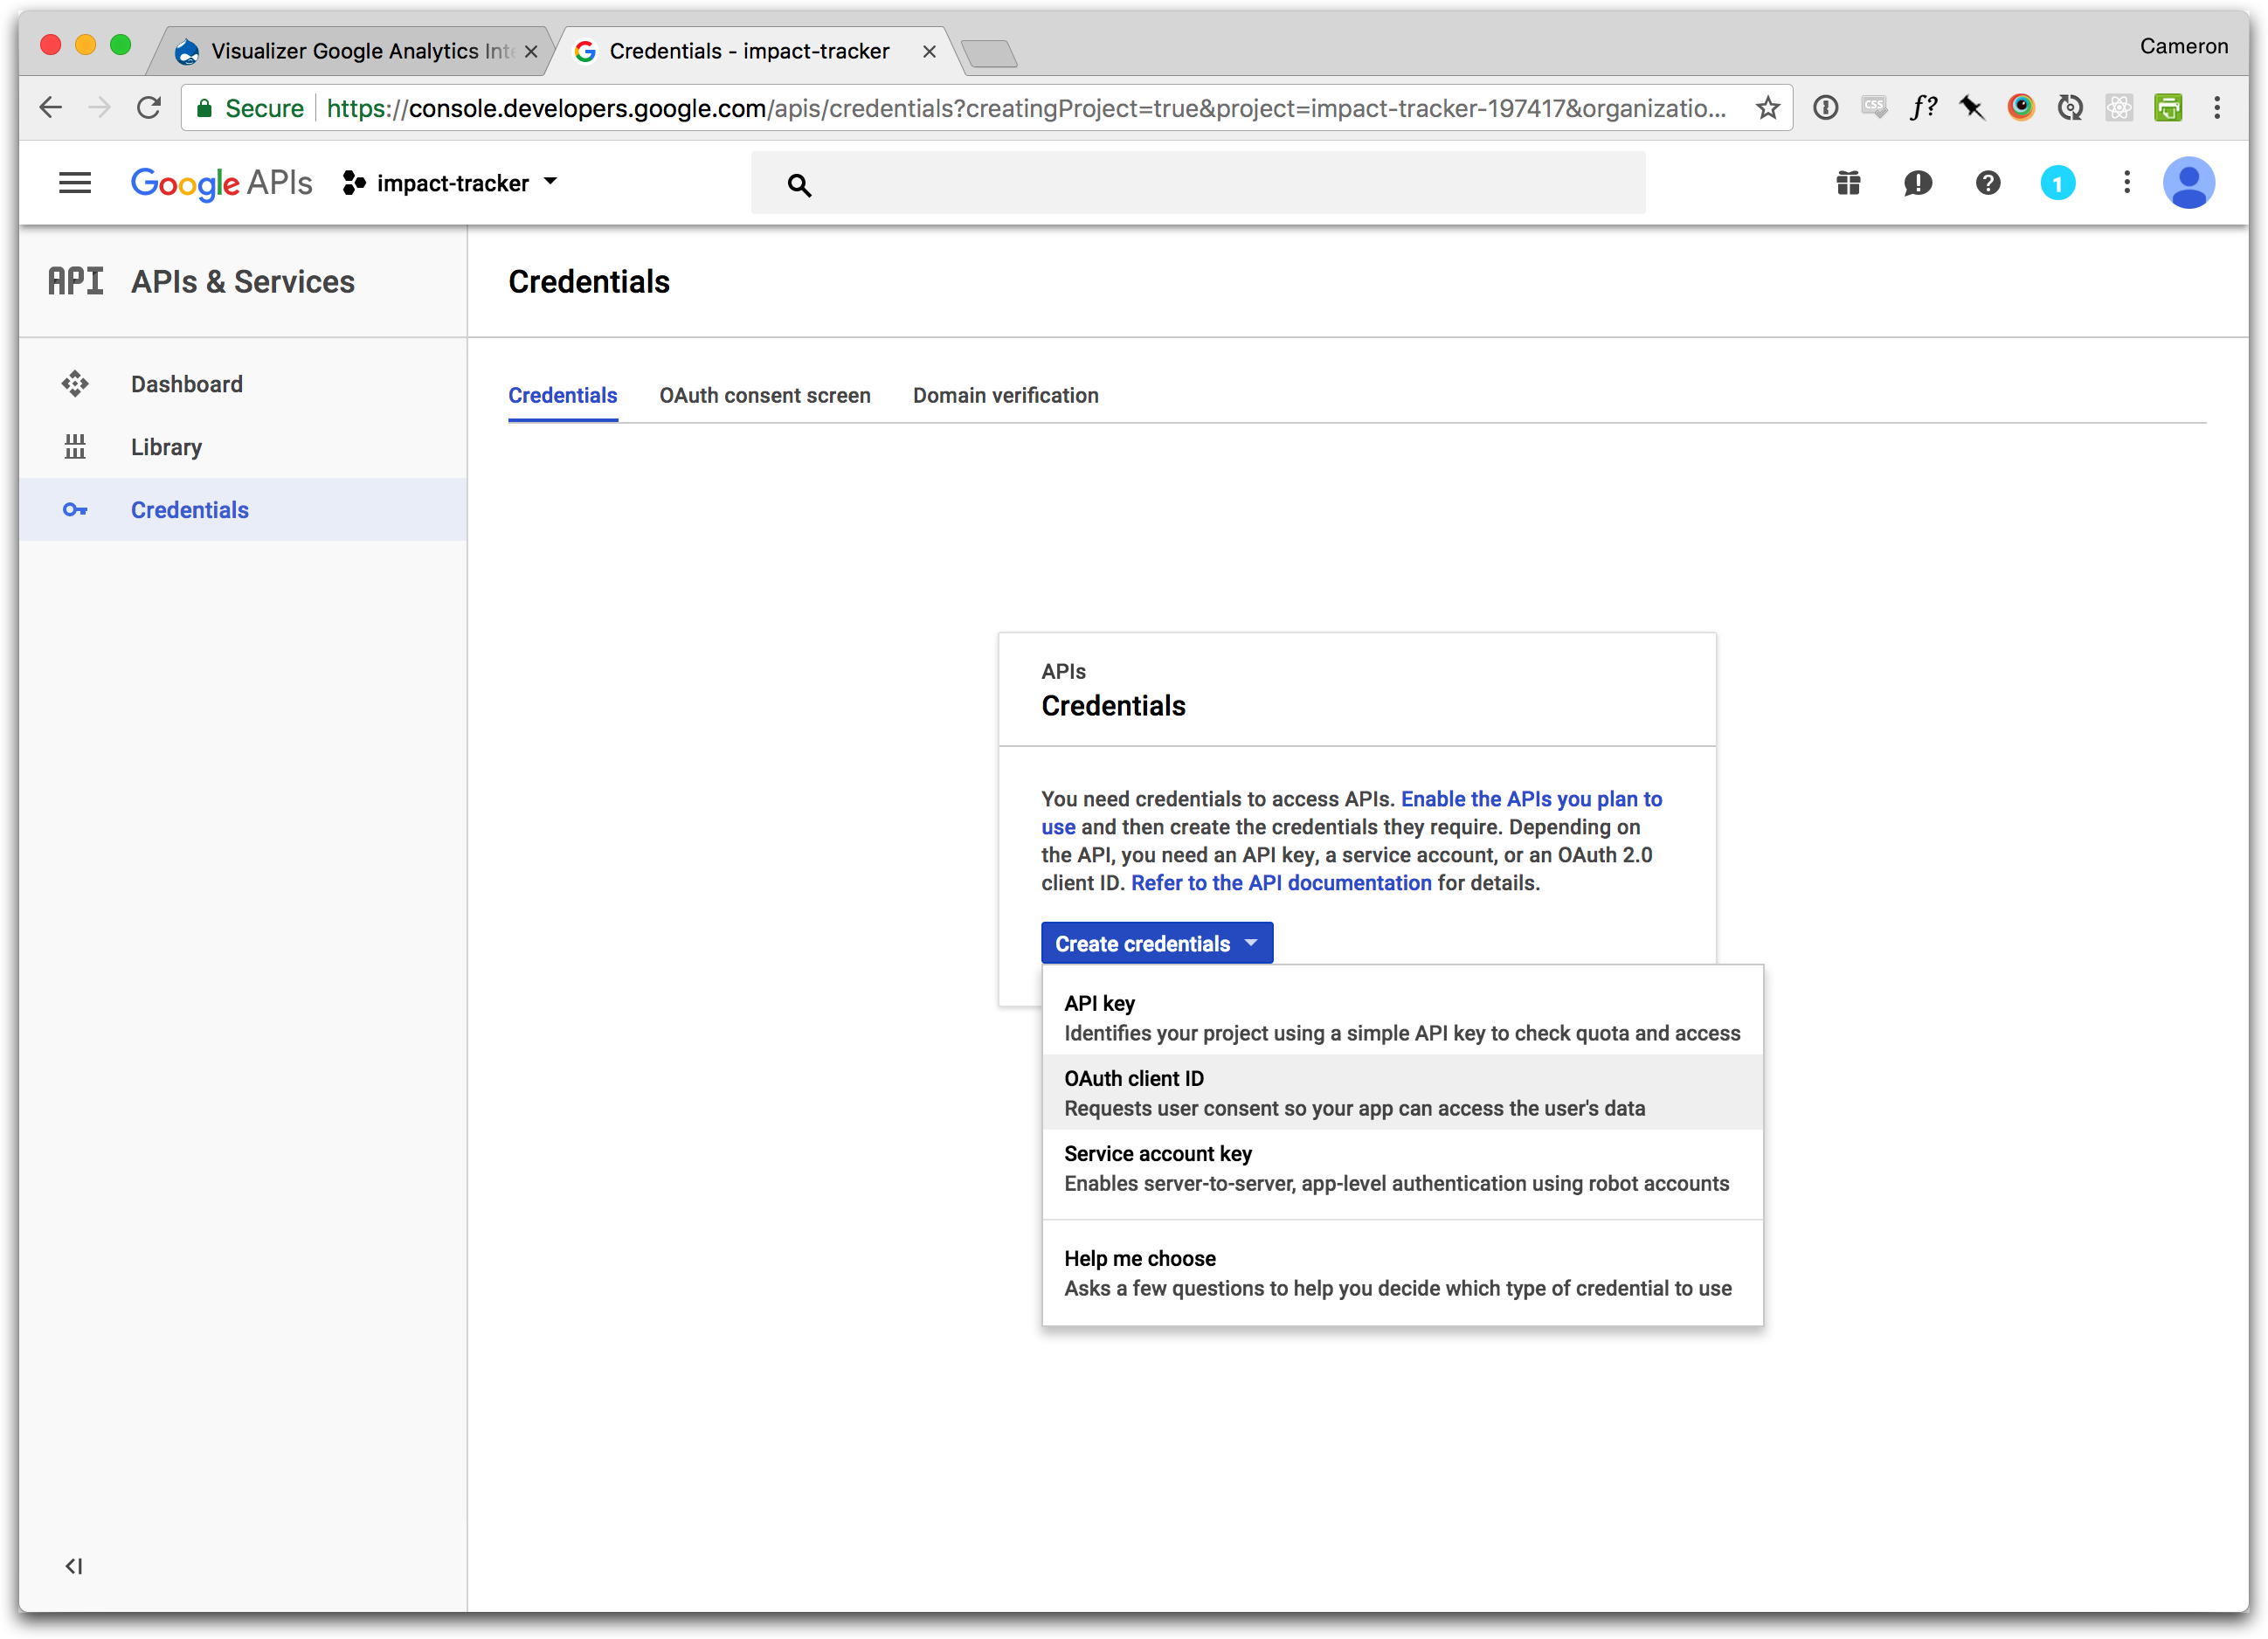 Visualizer Google Analytics Inte
Credentials - impact-tracker
Cameron
Secure
https://console.developers.google.com/apis/credentials?creatingProject=true&project=impact-tracker-197417&organizatio...
CSS
f?
Google APIs
impact-tracker
1
API
APIs & Services
Credentials
Dashboard
Library
Credentials
Credentials
OAuth consent screen
Domain verification
APIs
Credentials
You need credentials to access APIs. Enable the APIs you plan to
use and then create the credentials they require. Depending on
the API, you need an API key, a service account, or an OAuth 2.0
client ID. Refer to the API documentation for details.
Create credentials
API key
Identifies your project using a simple API key to check quota and access
OAuth client ID
Requests user consent so your app can access the user's data
Service account key
Enables server-to-server, app-level authentication using robot accounts
Help me choose
Asks a few questions to help you decide which type of credential to use